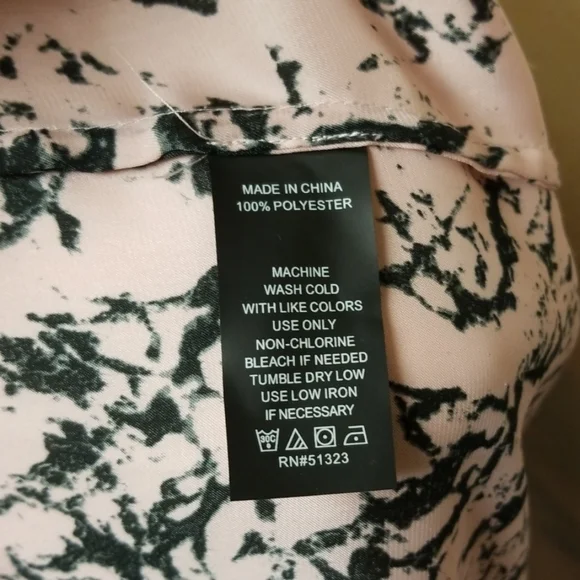 MADE IN CHINA
100% POLYESTER
MACHINE
WASH COLD
WITH LIKE COLORS
USE ONLY
NON-CHLORINE
BLEACH IF NEEDED
TUMBLE DRY LOW
USE LOW IRON
IF NECESSARY
30C
RN#51323